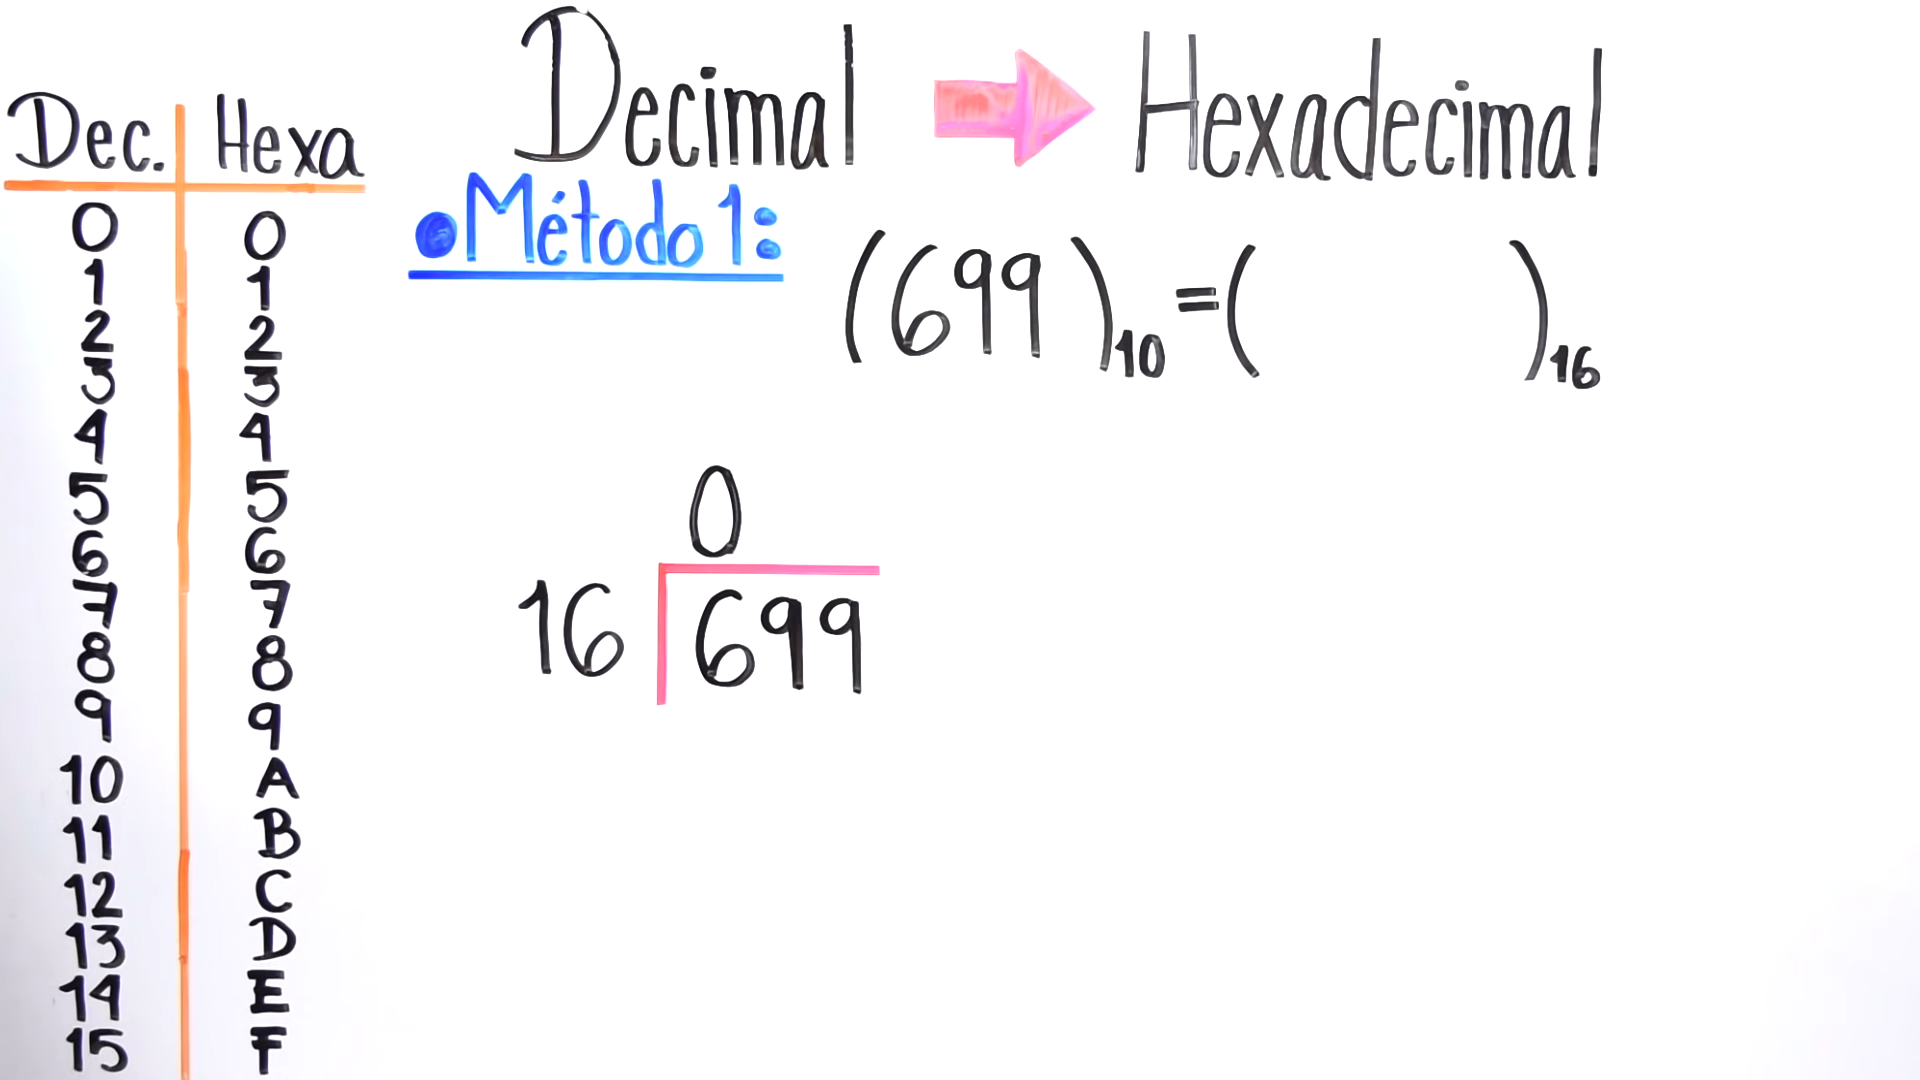 Decimal Hexadecimal
Dec. Hexa
0 0
1 1
2 2
3 3
4 4
5 5
6 6
7 7
8 8
9 9
10 A
11 B
12 C
13 D
14 E
15 F
Método 1:
(699)10=( )16
0
16 699